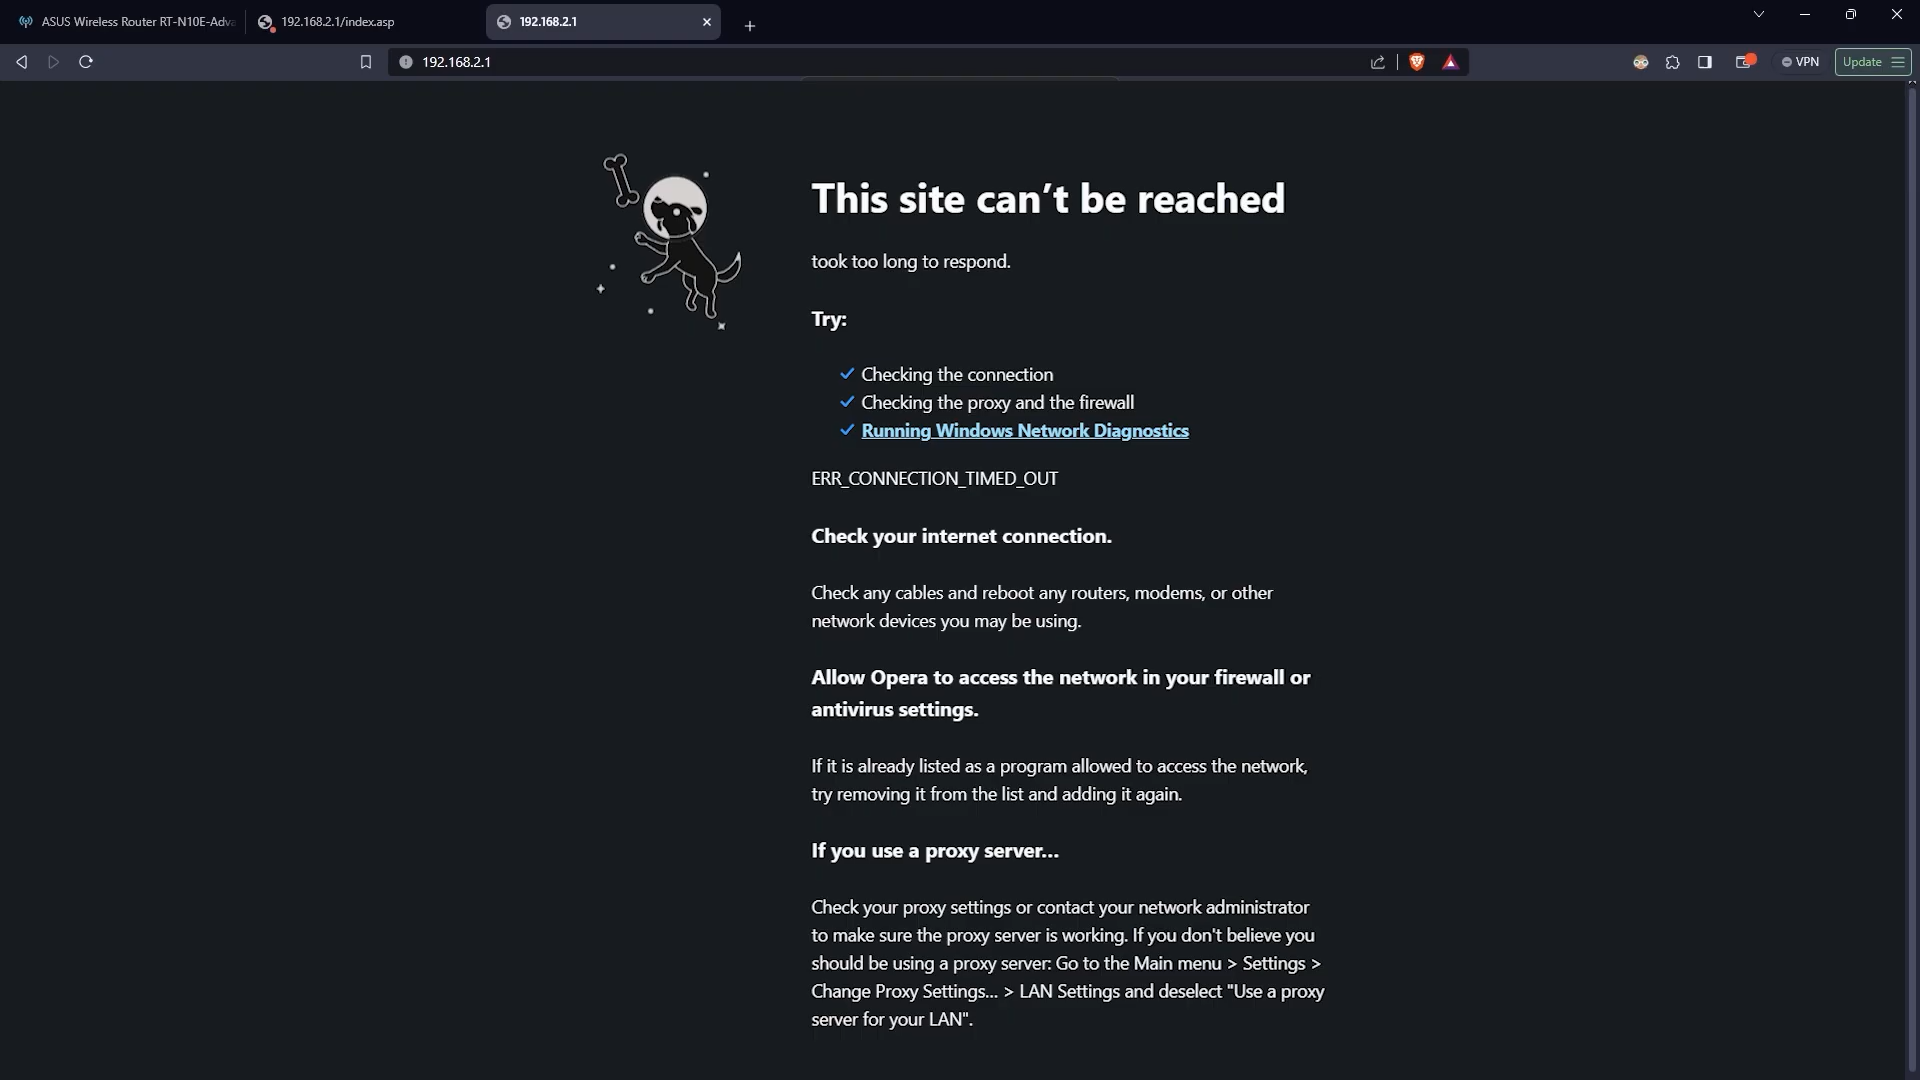 ASUS Wireless Router RT-N10E-Adva
192.168.2.1/index.asp
192.168.2.1
192.168.2.1
VPN
Update
This site can’t be reached
took too long to respond.
Try:
Checking the connection
Checking the proxy and the firewall
Running Windows Network Diagnostics
ERR_CONNECTION_TIMED_OUT
Check your internet connection.
Check any cables and reboot any routers, modems, or other
network devices you may be using.
Allow Opera to access the network in your firewall or
antivirus settings.
If it is already listed as a program allowed to access the network,
try removing it from the list and adding it again.
If you use a proxy server...
Check your proxy settings or contact your network administrator
to make sure the proxy server is working. If you don't believe you
should be using a proxy server: Go to the Main menu > Settings >
Change Proxy Settings... > LAN Settings and deselect "Use a proxy
server for your LAN".